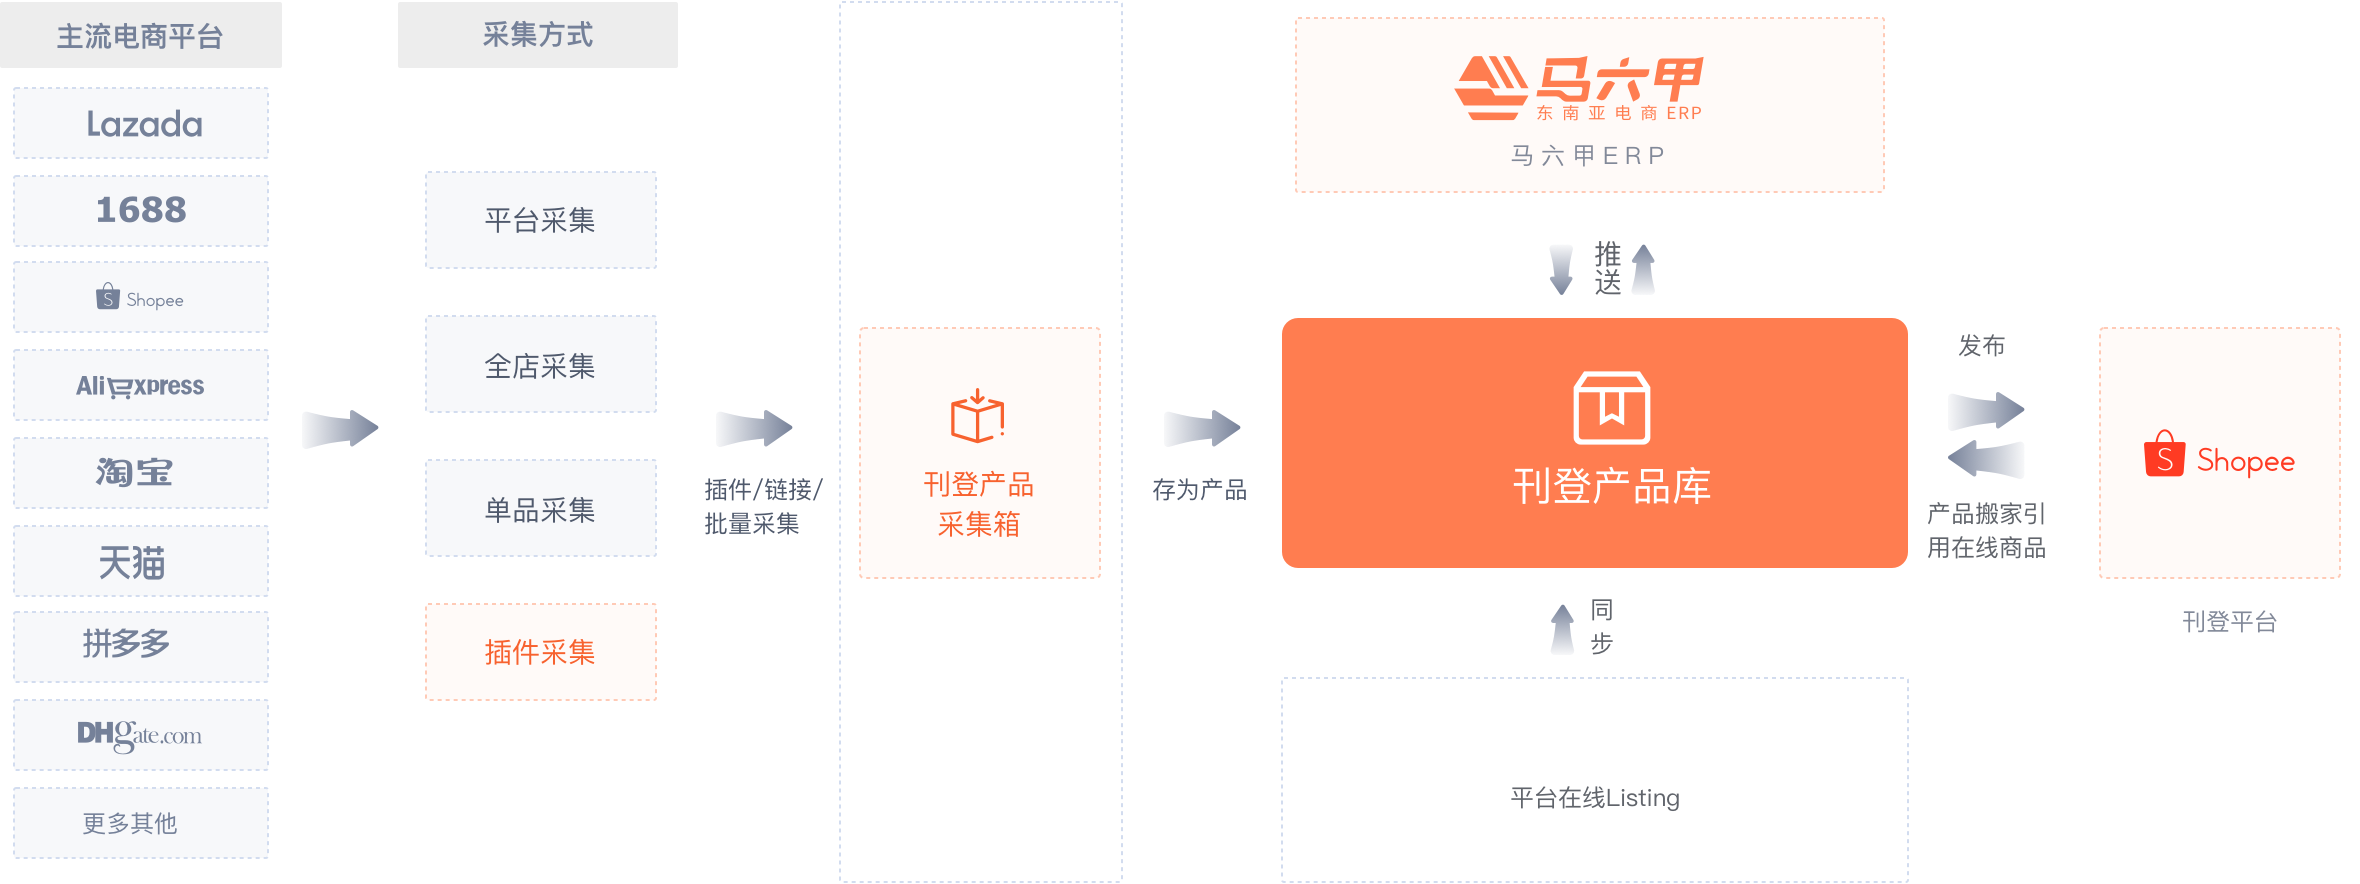 主流电商平台
Lazada
1688
Shopee
AliExpress
淘宝
天猫
拼多多
DHgate.com
更多其他
采集方式
平台采集
全店采集
单品采集
插件采集
插件/链接/
批量采集
刊登产品
采集箱
存为产品
马六甲
东南亚电商ERP
马六甲ERP
推
送
刊登产品库
同
步
平台在线Listing
发布
产品搬家引
用在线商品
S Shopee
刊登平台